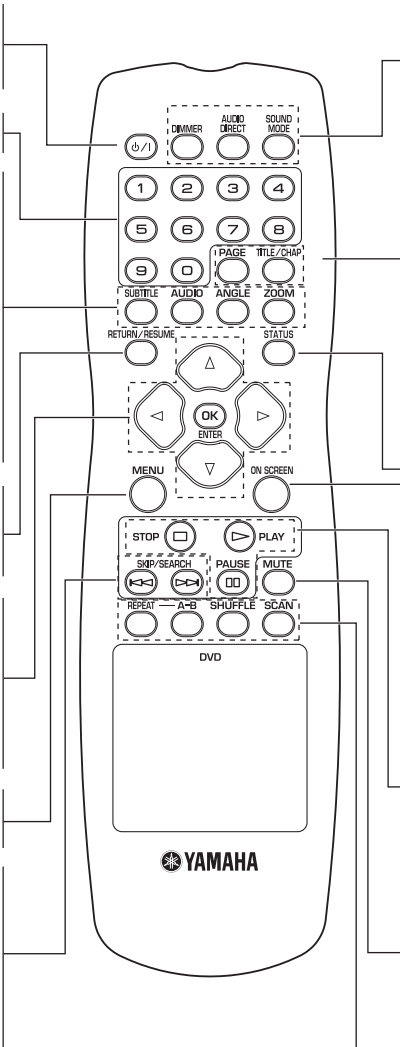 AUDIO SOUND
DIMMER DIRECT MODE
⏻/I
1 2 3 4
5 6 7 8
PAGE TITLE/CHAP
9 0
SUBTITLE AUDIO ANGLE ZOOM
RETURN/RESUME STATUS
OK
ENTER
MENU ON SCREEN
STOP PLAY
SKIP/SEARCH PAUSE MUTE
REPEAT A-B SHUFFLE SCAN
DVD
YAMAHA